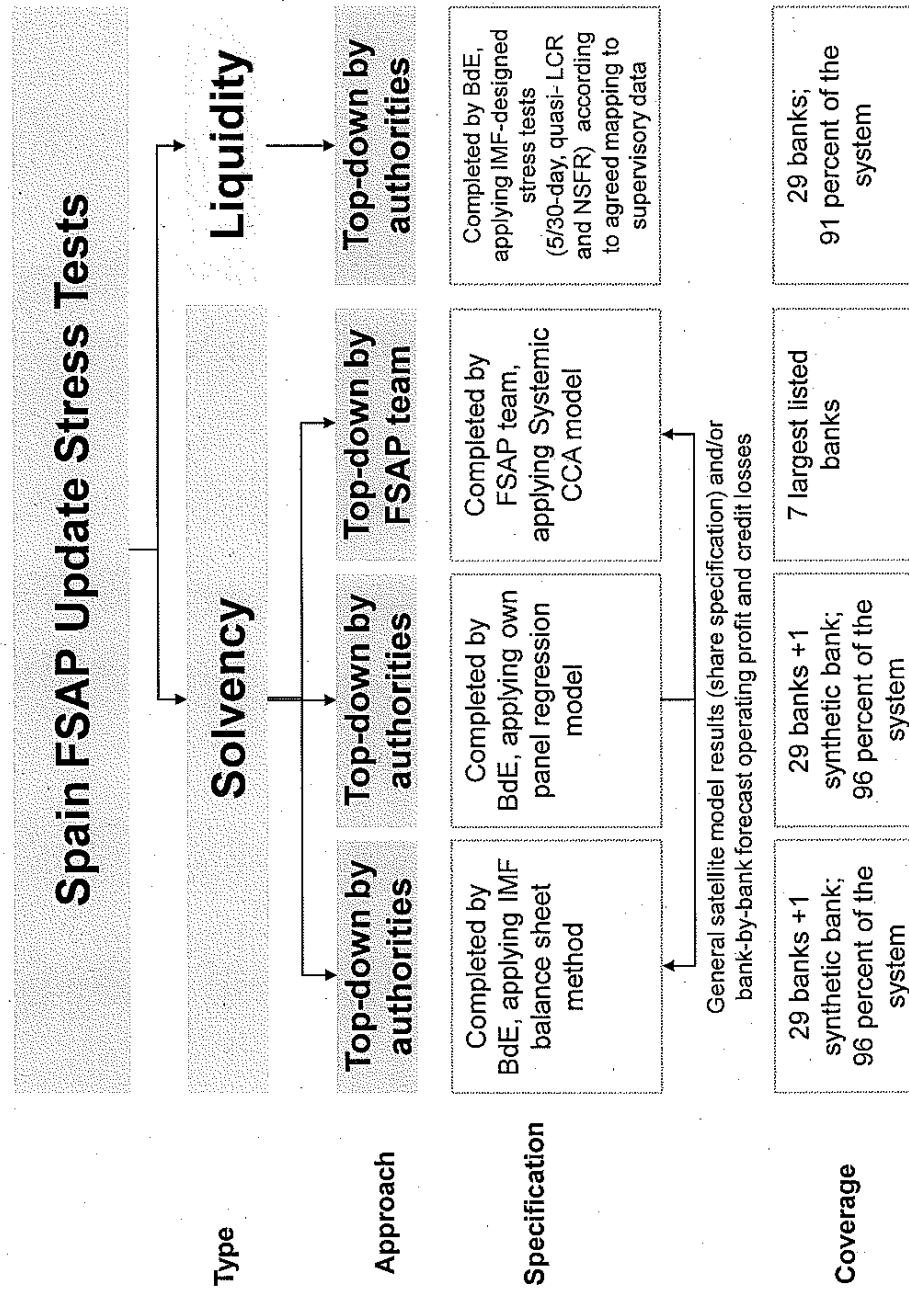 Spain FSAP Update Stress Tests
Type
Solvency
Liquidity
Approach
Top-down by
authorities
Top-down by
authorities
Top-down by
FSAP team
Top-down by
authorities
Specification
Completed by
BdE, applying IMF
balance sheet
method
Completed by
BdE, applying own
panel regression
model
Completed by
FSAP team,
applying Systemic
CCA model
Completed by BdE,
applying IMF-designed
stress tests
(5/30-day, quasi- LCR
and NSFR) according
to agreed mapping to
supervisory data
General satellite model results (share specification) and/or
bank-by-bank forecast operating profit and credit losses
Coverage
29 banks +1
synthetic bank;
96 percent of the
system
29 banks +1
synthetic bank;
96 percent of the
system
7 largest listed
banks
29 banks;
91 percent of the
system